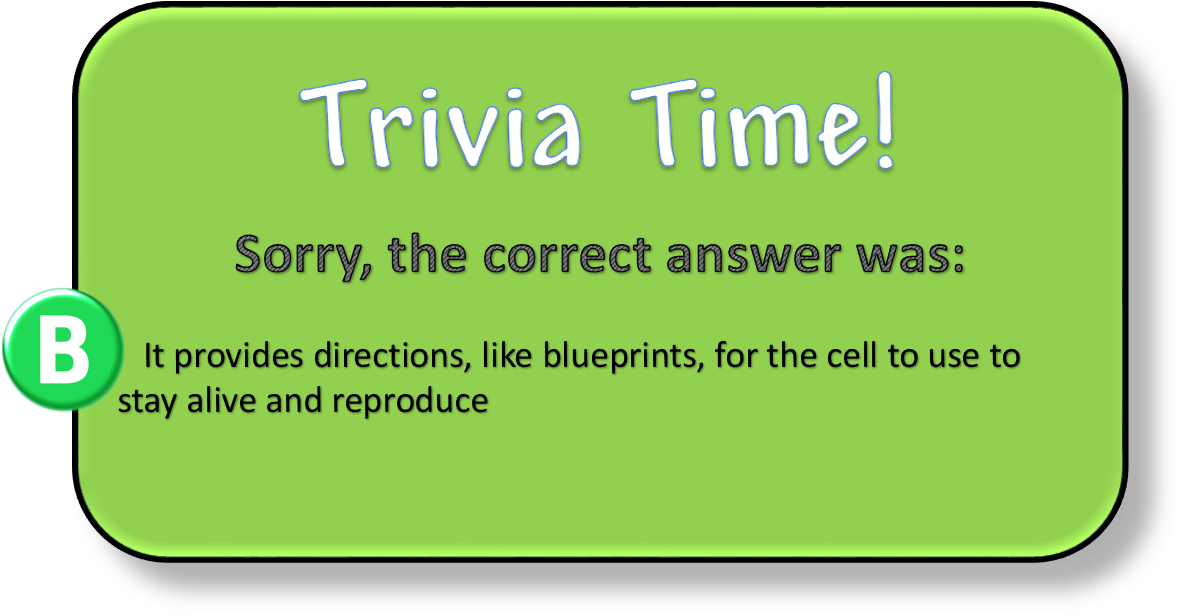 Trivia Time!
Sorry, the correct answer was:
B
It provides directions, like blueprints, for the cell to use to
stay alive and reproduce